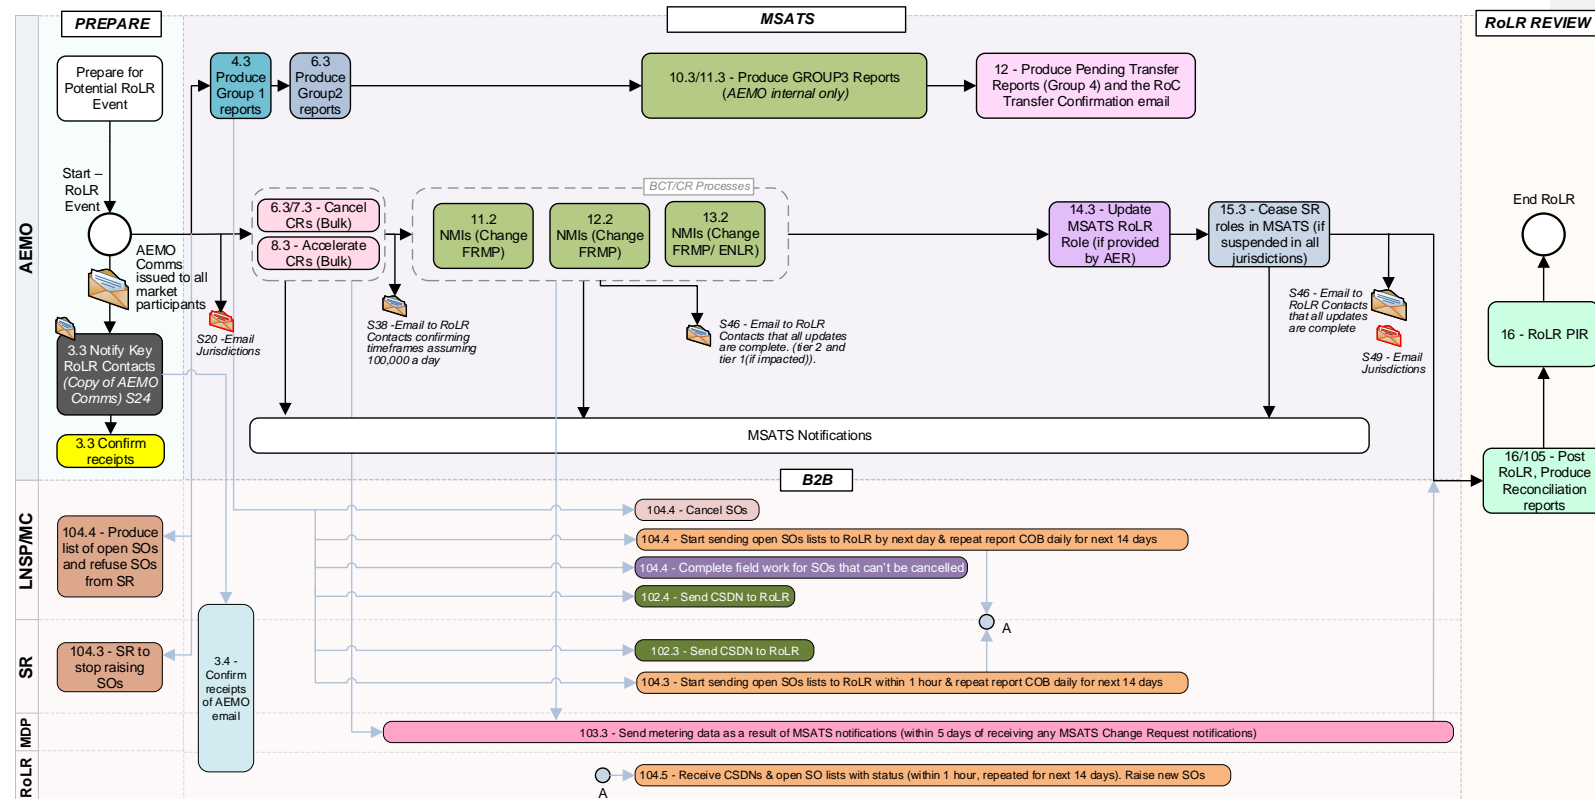 PREPARE
MSATS
RoLR REVIEW
AEMO
Prepare for
Potential RoLR
Event
4.3
Produce
Group 1
reports
6.3
Produce
Group2
reports
10.3/11.3 - Produce GROUP3 Reports
(AEMO internal only)
12 - Produce Pending Transfer
Reports (Group 4) and the RoC
Transfer Confirmation email
Start –
RoLR
Event
AEMO
Comms
issued to all
market
participants
6.3/7.3 - Cancel
CRs (Bulk)
8.3 - Accelerate
CRs (Bulk)
BCT/CR Processes
11.2
NMIs (Change
FRMP)
12.2
NMIs (Change
FRMP)
13.2
NMIs (Change
FRMP/ ENLR)
14.3 - Update
MSATS RoLR
Role (if provided
by AER)
15.3 - Cease SR
roles in MSATS (if
suspended in all
jurisdictions)
End RoLR
S20 -Email
Jurisdictions
S38 -Email to RoLR
Contacts confirming
timeframes assuming
100,000 a day
S46 - Email to RoLR
Contacts that all updates
are complete. (tier 2 and
tier 1(if impacted)).
S46 - Email to
RoLR Contacts
that all updates
are complete
S49 - Email
Jurisdictions
16 - RoLR PIR
3.3 Notify Key
RoLR Contacts
(Copy of AEMO
Comms) S24
3.3 Confirm
receipts
MSATS Notifications
16/105 - Post
RoLR, Produce
Reconciliation
reports
B2B
LNSP/MC
104.4 - Produce
list of open SOs
and refuse SOs
from SR
104.4 - Cancel SOs
104.4 - Start sending open SOs lists to RoLR by next day & repeat report COB daily for next 14 days
104.4 - Complete field work for SOs that can't be cancelled
102.4 - Send CSDN to RoLR
A
SR
104.3 - SR to
stop raising
SOs
3.4 -
Confirm
receipts
of AEMO
email
102.3 - Send CSDN to RoLR
104.3 - Start sending open SOs lists to RoLR within 1 hour & repeat report COB daily for next 14 days
MDP
103.3 - Send metering data as a result of MSATS notifications (within 5 days of receiving any MSATS Change Request notifications)
RoLR
A
104.5 - Receive CSDNs & open SO lists with status (within 1 hour, repeated for next 14 days). Raise new SOs